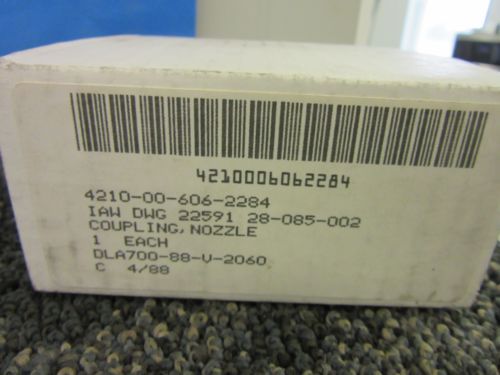 4210006062284
4210-00-606-2284
IAW DWG 22591 28-085-002
COUPLING, NOZZLE
1 EACH
DLA700-88-V-2060
C 4/88